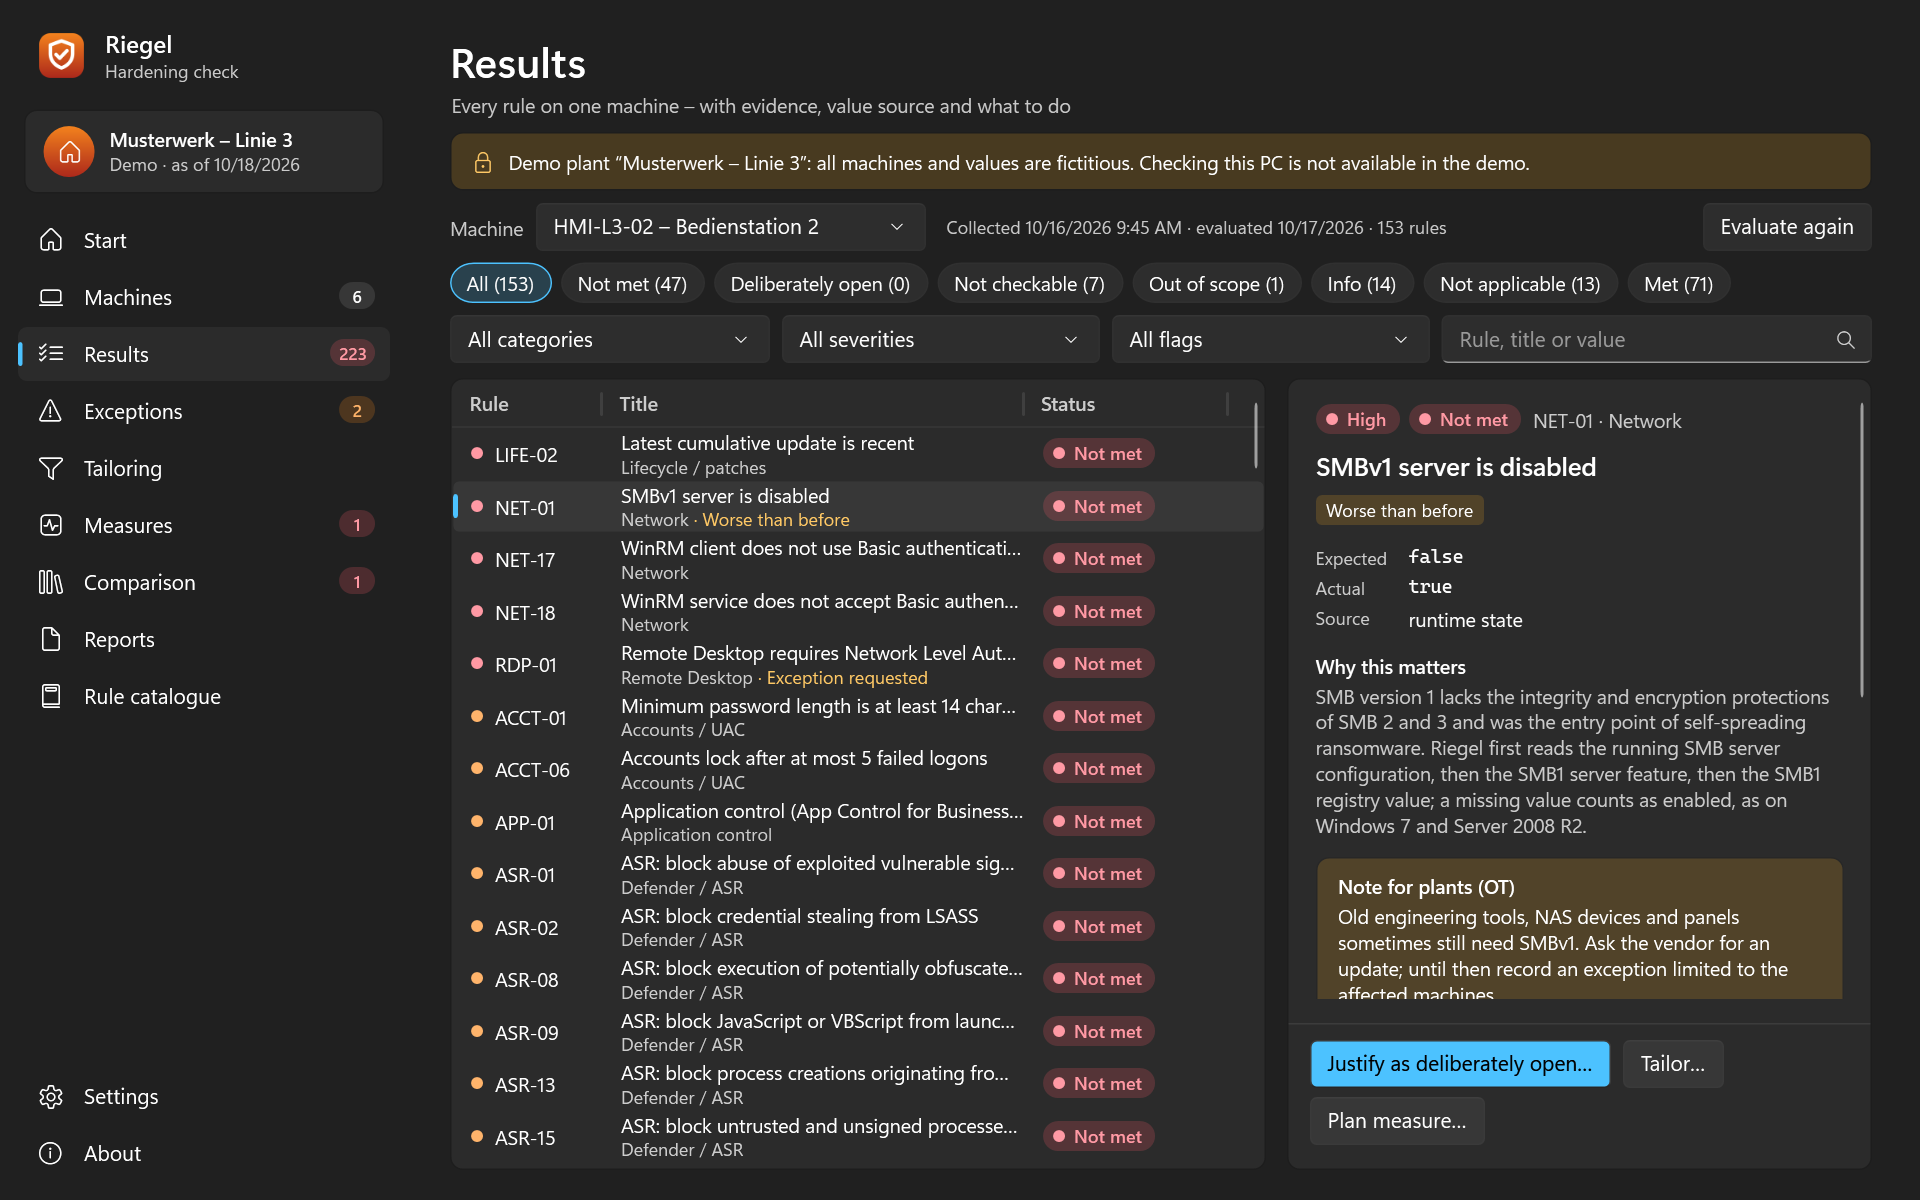 Riegel
Hardening check
Musterwerk – Linie 3
Demo · as of 10/18/2026
Start
Machines 6
Results 223
Exceptions 2
Tailoring
Measures 1
Comparison 1
Reports
Rule catalogue
Settings
About
Results
Every rule on one machine – with evidence, value source and what to do
Demo plant “Musterwerk – Linie 3”: all machines and values are fictitious. Checking this PC is not available in the demo.
Machine HMI-L3-02 – Bedienstation 2 Collected 10/16/2026 9:45 AM · evaluated 10/17/2026 · 153 rules Evaluate again
All (153) Not met (47) Deliberately open (0) Not checkable (7) Out of scope (1) Info (14) Not applicable (13) Met (71)
All categories All severities All flags Rule, title or value
Rule Title Status
LIFE-02 Latest cumulative update is recent Not met
Lifecycle / patches
NET-01 SMBv1 server is disabled Not met
Network · Worse than before
NET-17 WinRM client does not use Basic authenticati... Not met
Network
NET-18 WinRM service does not accept Basic authen... Not met
Network
RDP-01 Remote Desktop requires Network Level Aut... Not met
Remote Desktop · Exception requested
ACCT-01 Minimum password length is at least 14 char... Not met
Accounts / UAC
ACCT-06 Accounts lock after at most 5 failed logons Not met
Accounts / UAC
APP-01 Application control (App Control for Business... Not met
Application control
ASR-01 ASR: block abuse of exploited vulnerable sig... Not met
Defender / ASR
ASR-02 ASR: block credential stealing from LSASS Not met
Defender / ASR
ASR-08 ASR: block execution of potentially obfuscate... Not met
Defender / ASR
ASR-09 ASR: block JavaScript or VBScript from launc... Not met
Defender / ASR
ASR-13 ASR: block process creations originating fro... Not met
Defender / ASR
ASR-15 ASR: block untrusted and unsigned processe... Not met
Defender / ASR
High Not met NET-01 · Network
SMBv1 server is disabled
Worse than before
Expected false
Actual true
Source runtime state
Why this matters
SMB version 1 lacks the integrity and encryption protections
of SMB 2 and 3 and was the entry point of self-spreading
ransomware. Riegel first reads the running SMB server
configuration, then the SMB1 server feature, then the SMB1
registry value; a missing value counts as enabled, as on
Windows 7 and Server 2008 R2.
Note for plants (OT)
Old engineering tools, NAS devices and panels
sometimes still need SMBv1. Ask the vendor for an
update; until then record an exception limited to the
affected machines
Justify as deliberately open... Tailor...
Plan measure...